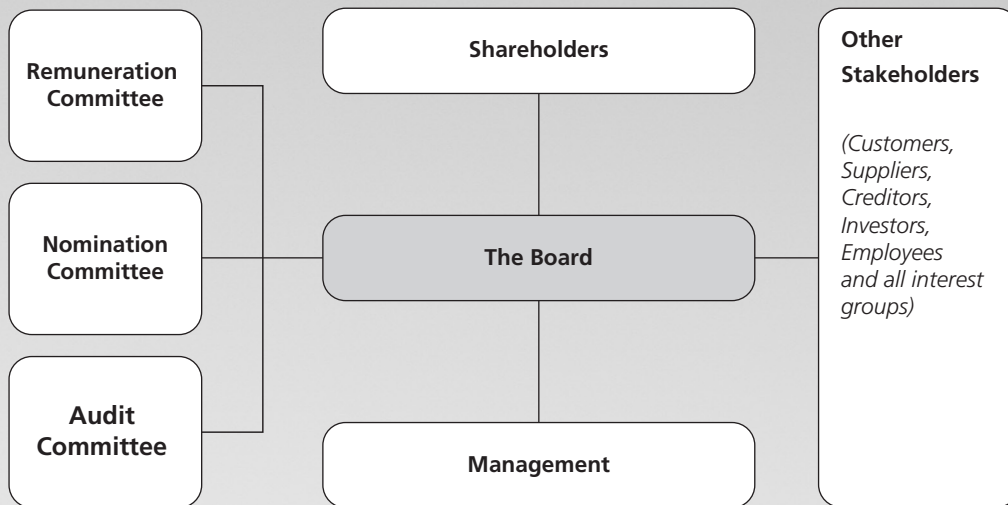 Remuneration
Committee
Nomination
Committee
Audit
Committee
Shareholders
The Board
Management
Other
Stakeholders
(Customers,
Suppliers,
Creditors,
Investors,
Employees
and all interest
groups)